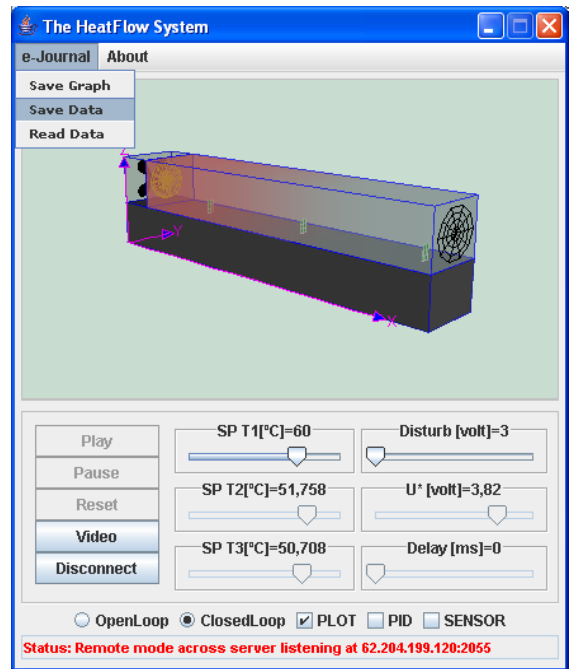 The HeatFlow System
e-Journal About
Save Graph
Save Data
Read Data
Z
Y
X
Play
Pause
Reset
Video
Disconnect
SP T1[ºC]=60
Disturb [volt]=3
SP T2[ºC]=51,758
U* [volt]=3,82
SP T3[ºC]=50,708
Delay [ms]=0
OpenLoop ClosedLoop PLOT PID SENSOR
Status: Remote mode across server listening at 62.204.199.120:2055